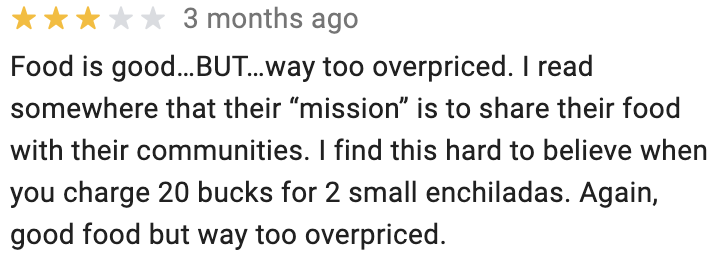 3 months ago
Food is good…BUT…way too overpriced. I read
somewhere that their “mission” is to share their food
with their communities. I find this hard to believe when
you charge 20 bucks for 2 small enchiladas. Again,
good food but way too overpriced.